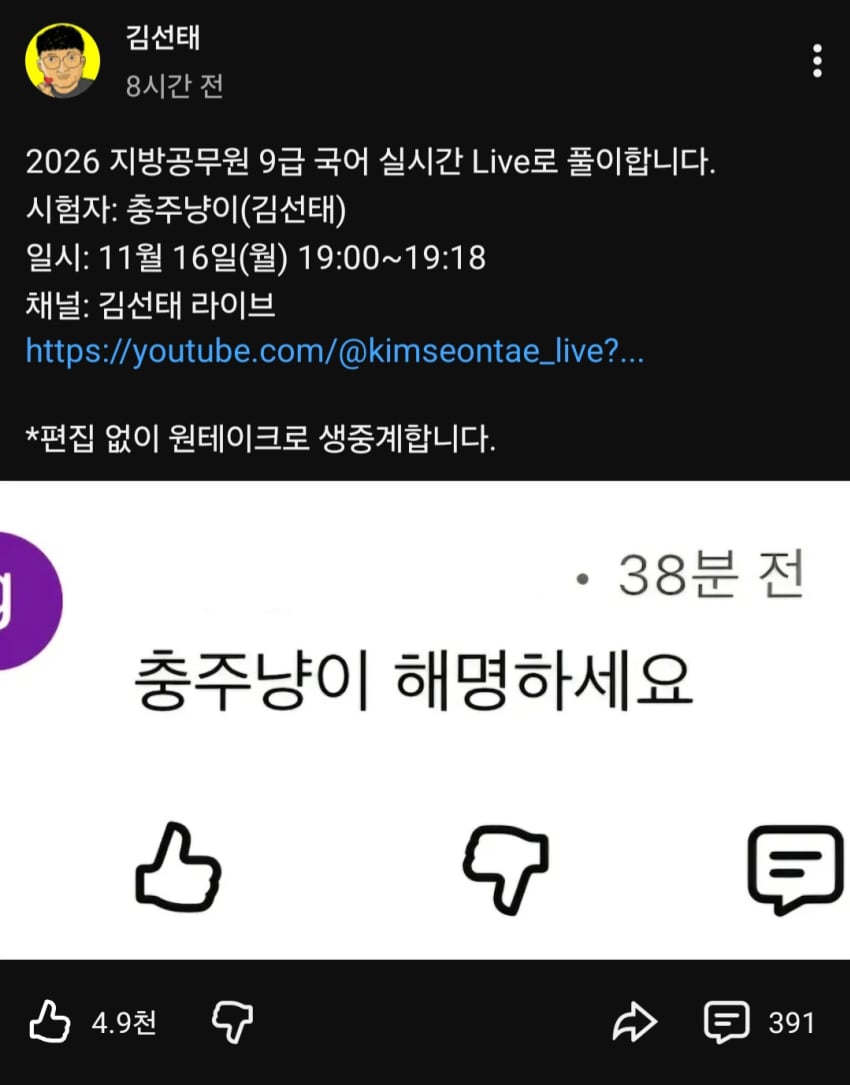 김선태
8시간 전
2026 지방공무원 9급 국어 실시간 Live로 풀이합니다.
시험자: 충주냥이(김선태)
일시: 11월 16일(월) 19:00~19:18
채널: 김선태 라이브
https://youtube.com/@kimseontae_live?...
*편집 없이 원테이크로 생중계합니다.
g
• 38분 전
충주냥이 해명하세요
4.9천
391